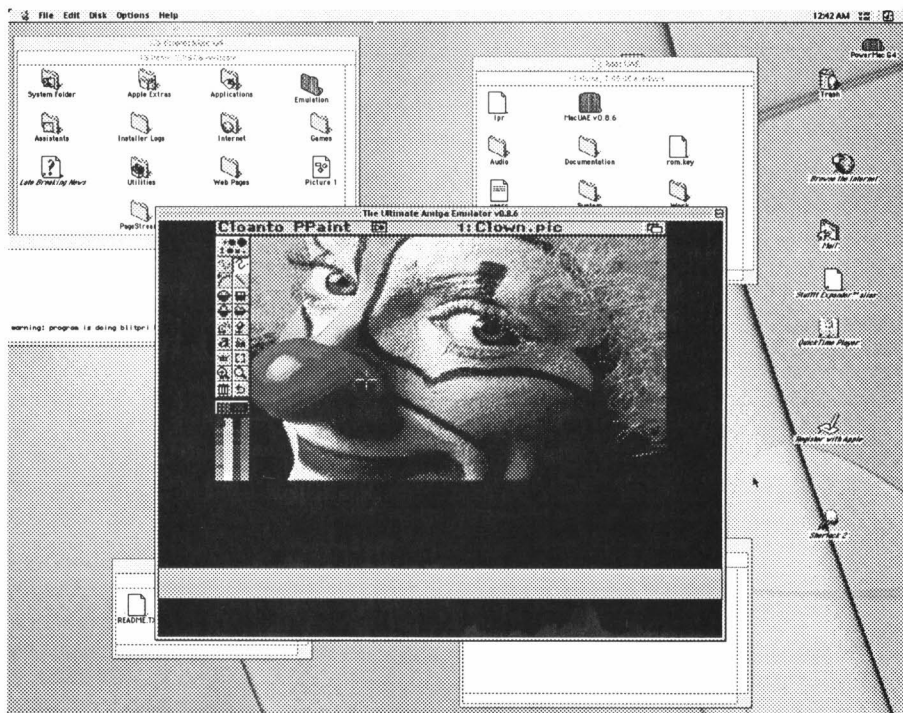 File Edit Disk Options Help
12:42 AM
PowerMac G4
System Folder
Apple Extras
Applications
Emulation
Assistants
Installer Logs
Internet
Games
Late Breaking News
Utilities
Web Pages
Picture 1
MacUAE v0.8.6
Audio
Documentation
rom.key
Trash
Browse the Internet
Mail
QuickTime Player
Register with Apple
Sherlock 2
The Ultimate Amiga Emulator v0.8.6
Cloanto PPaint
1:Clown.pic
warning: program is doing blitpri